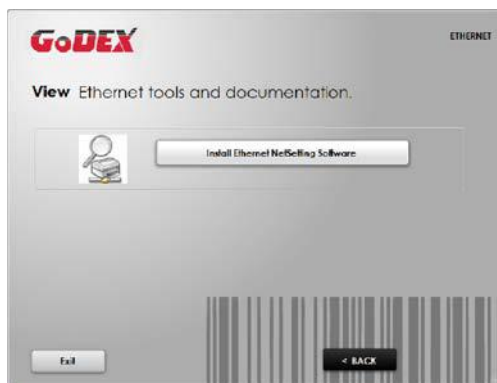 GoDEX
ETHERNET
View Ethernet tools and documentation.
Install Ethernet NetSetting Software
Exit
< BACK